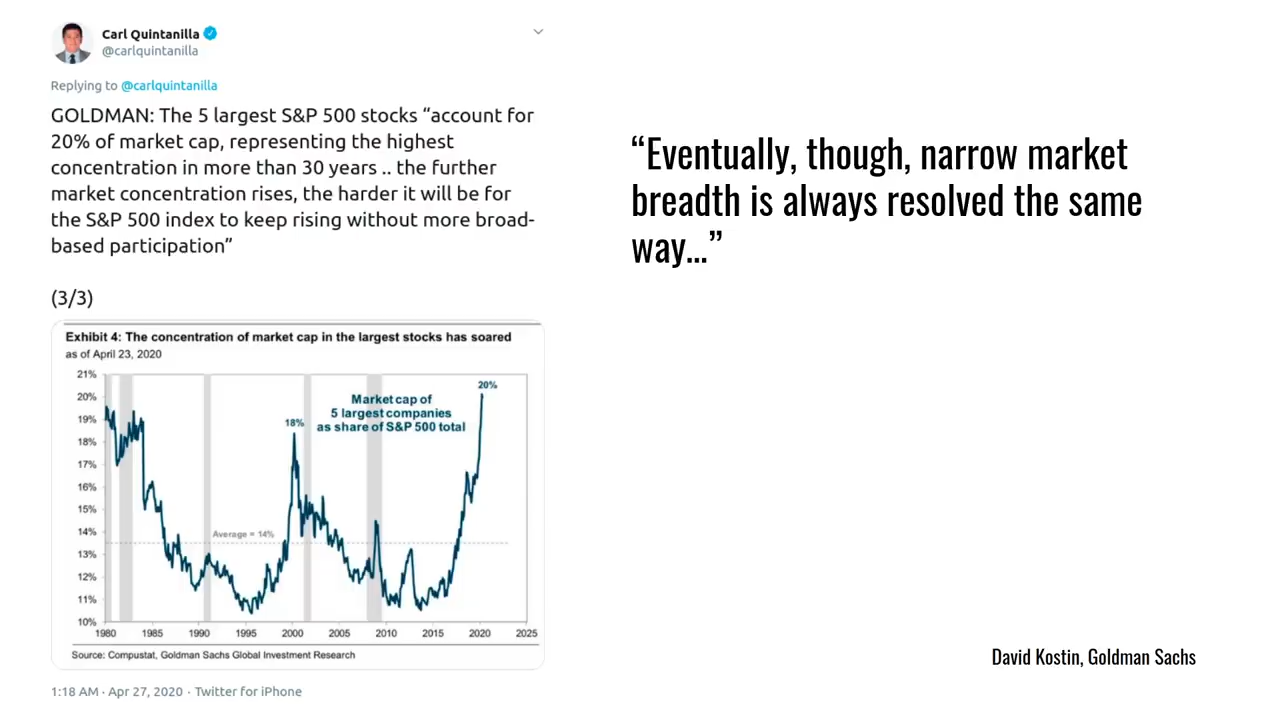 Carl Quintanilla
@carlquintanilla
Replying to @carlquintanilla
GOLDMAN: The 5 largest S&P 500 stocks “account for
20% of market cap, representing the highest
concentration in more than 30 years .. the further
market concentration rises, the harder it will be for
the S&P 500 index to keep rising without more broad-
based participation”
(3/3)
Exhibit 4: The concentration of market cap in the largest stocks has soared
as of April 23, 2020
21%
20%
19%
18%
17%
16%
15%
14%
13%
12%
11%
10%
20%
Market cap of
5 largest companies
as share of S&P 500 total
18%
Average = 14%
1980 1985 1990 1995 2000 2005 2010 2015 2020 2025
Source: Compustat, Goldman Sachs Global Investment Research
1:18 AM · Apr 27, 2020 · Twitter for iPhone
“Eventually, though, narrow market
breadth is always resolved the same
way...”
David Kostin, Goldman Sachs